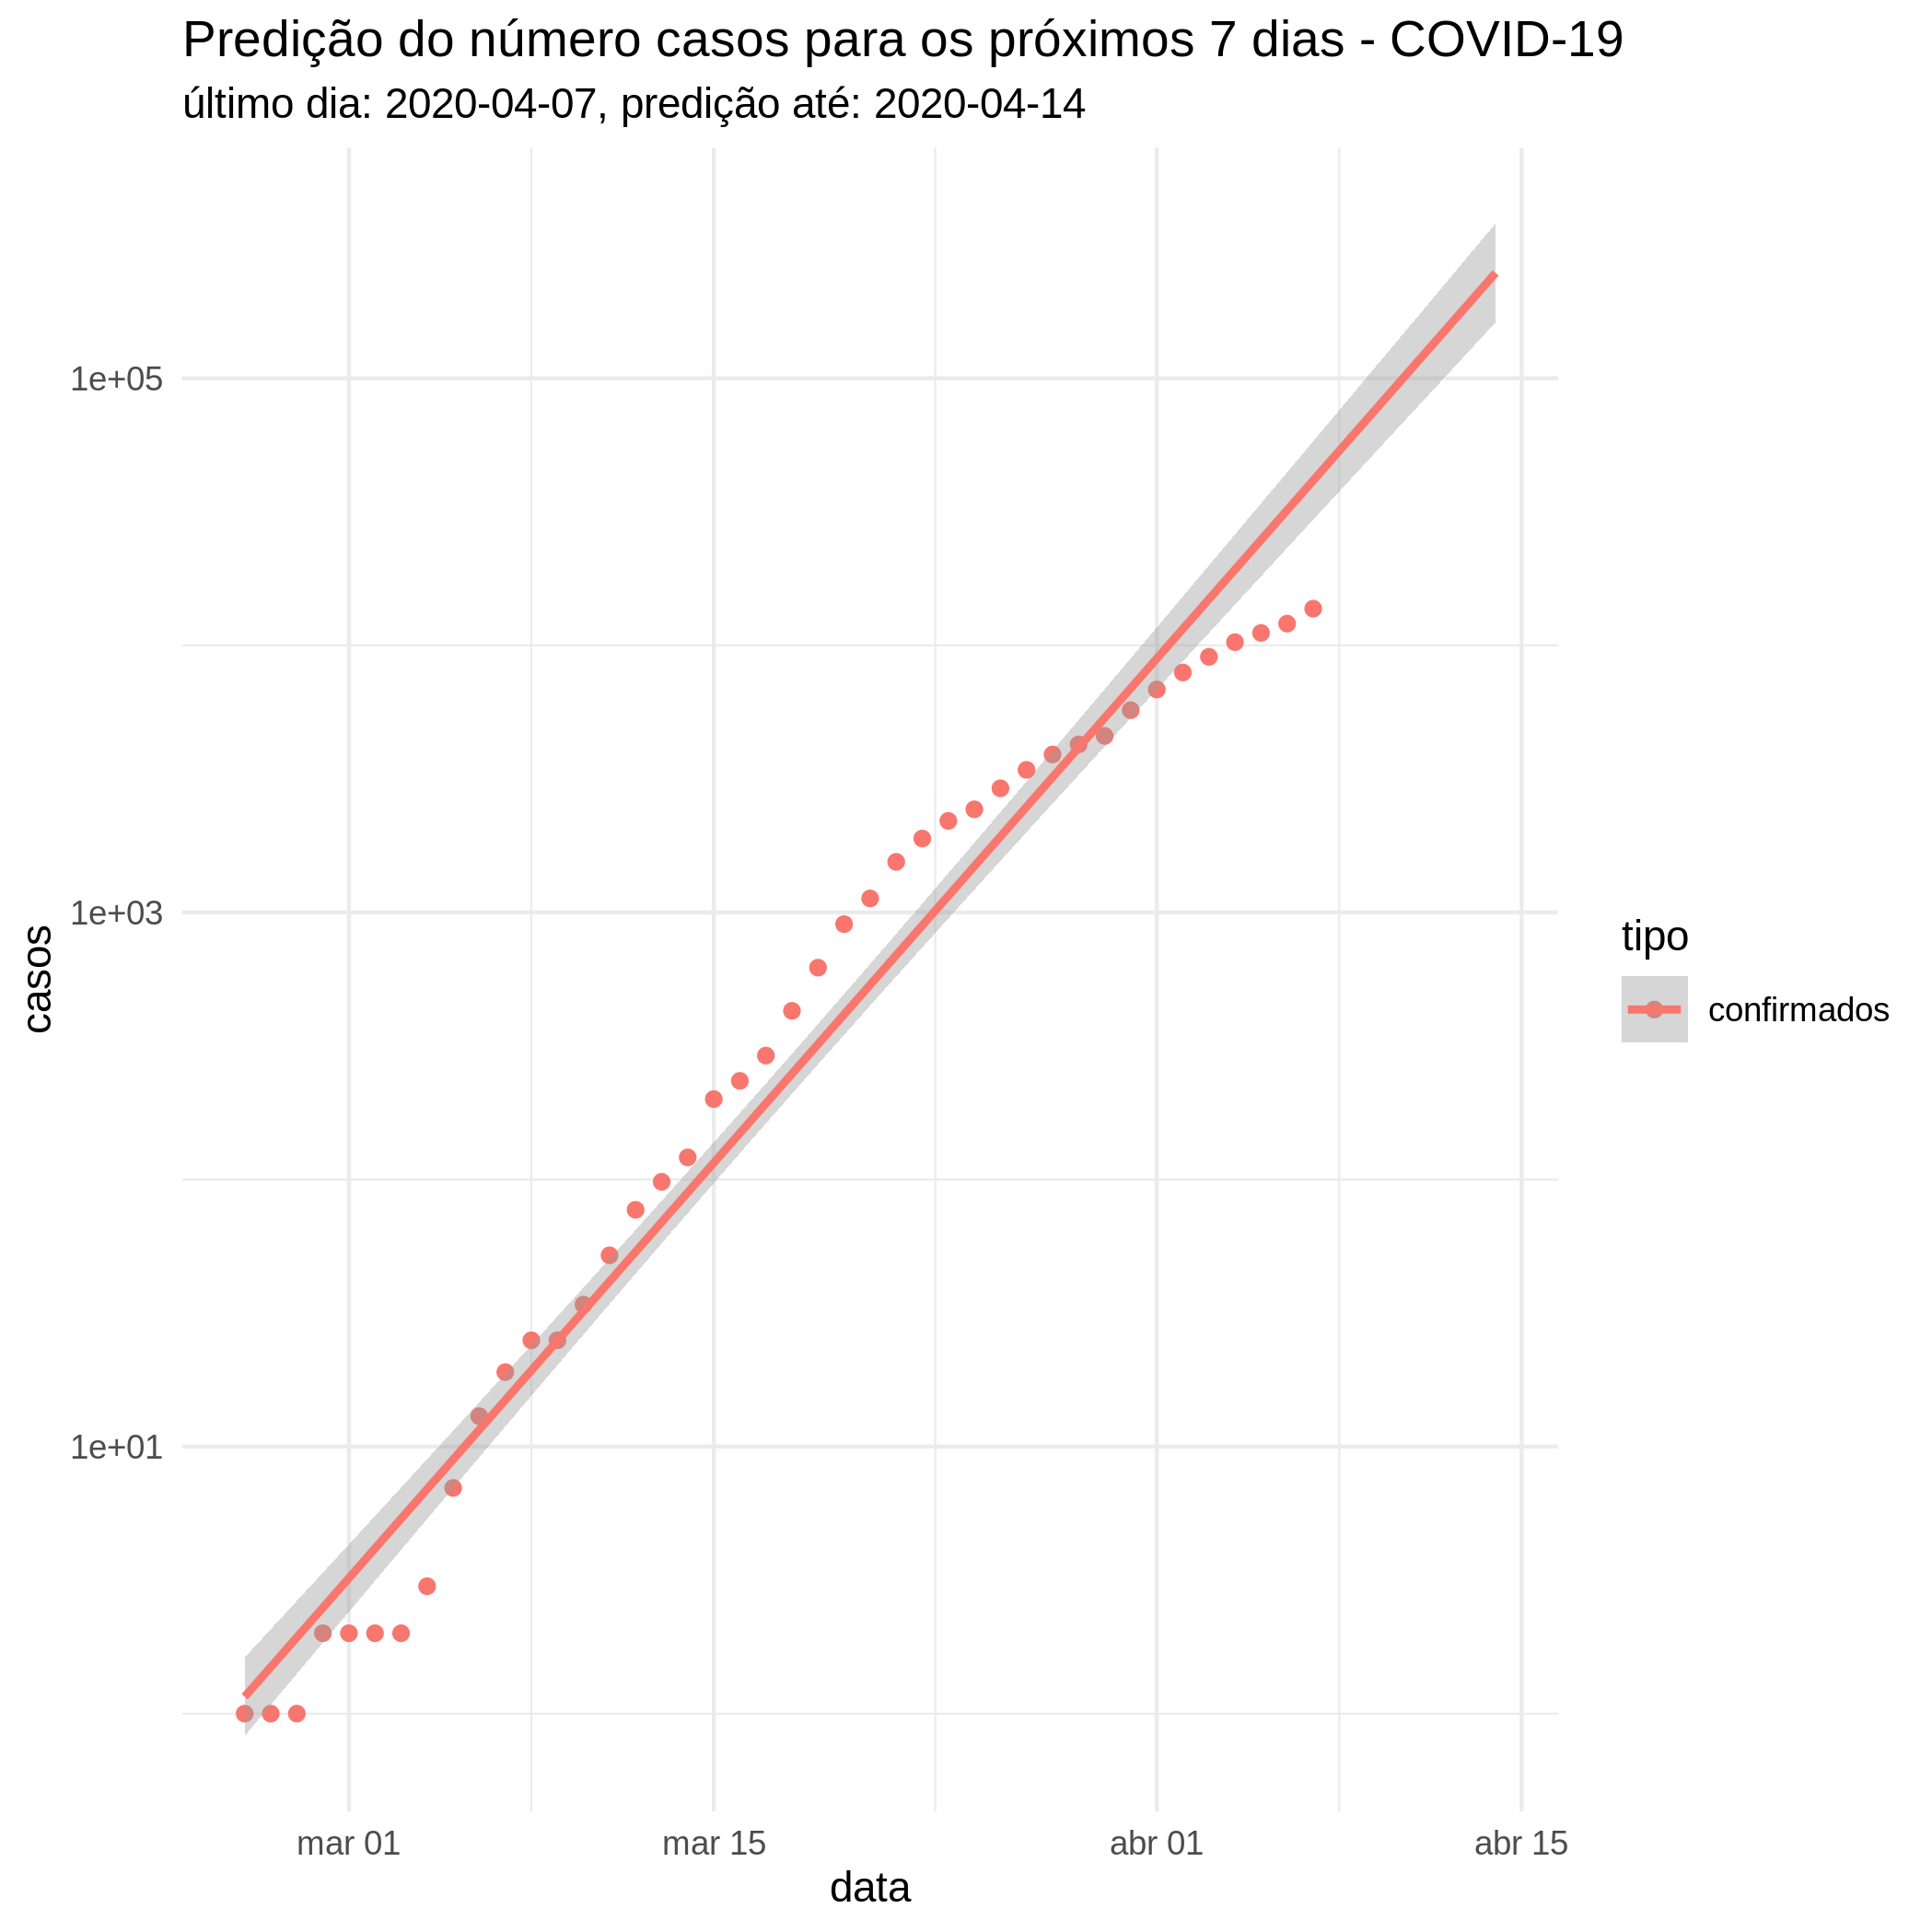 Predição do número casos para os próximos 7 dias - COVID-19
último dia: 2020-04-07, predição até: 2020-04-14
1e+05
1e+03
1e+01
casos
mar 01
mar 15
abr 01
abr 15
data
tipo
confirmados